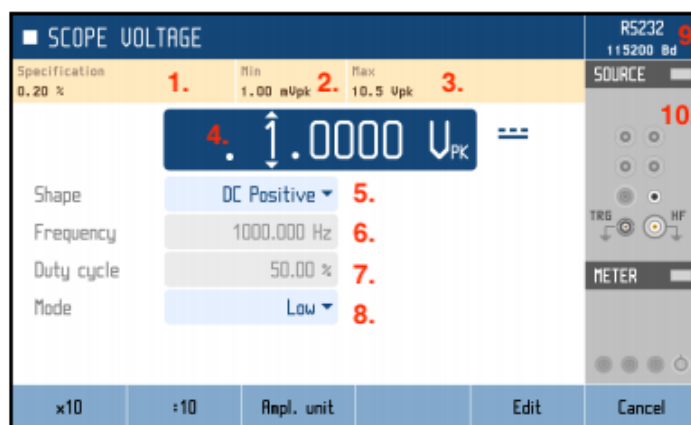 ■ SCOPE VOLTAGE
RS232 9
115200 Bd
Specification
0.20 %
1.
Min
1.00 mVpk
2.
Max
10.5 Vpk
3.
SOURCE
10
4. . 1.0000 VPK
Shape DC Positive 5.
Frequency 1000.000 Hz 6.
Duty cycle 50.00 % 7.
Mode Low 8.
TRG HF
METER
x10 :10 Ampl. unit Edit Cancel